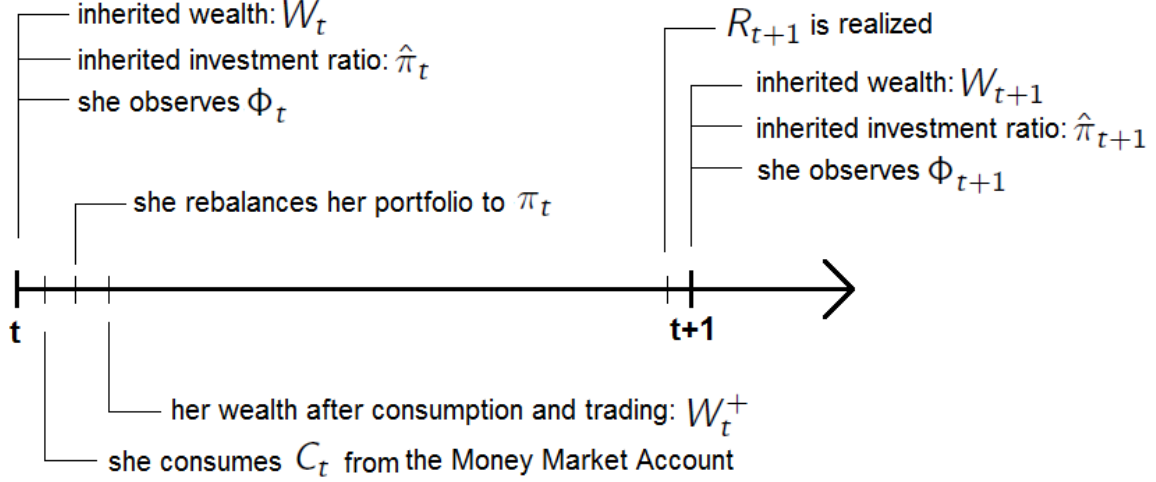 inherited wealth: W_t
inherited investment ratio: π̂_t
she observes Φ_t
she rebalances her portfolio to π_t
R_{t+1} is realized
inherited wealth: W_{t+1}
inherited investment ratio: π̂_{t+1}
she observes Φ_{t+1}
t
t+1
her wealth after consumption and trading: W_t^+
she consumes C_t from the Money Market Account